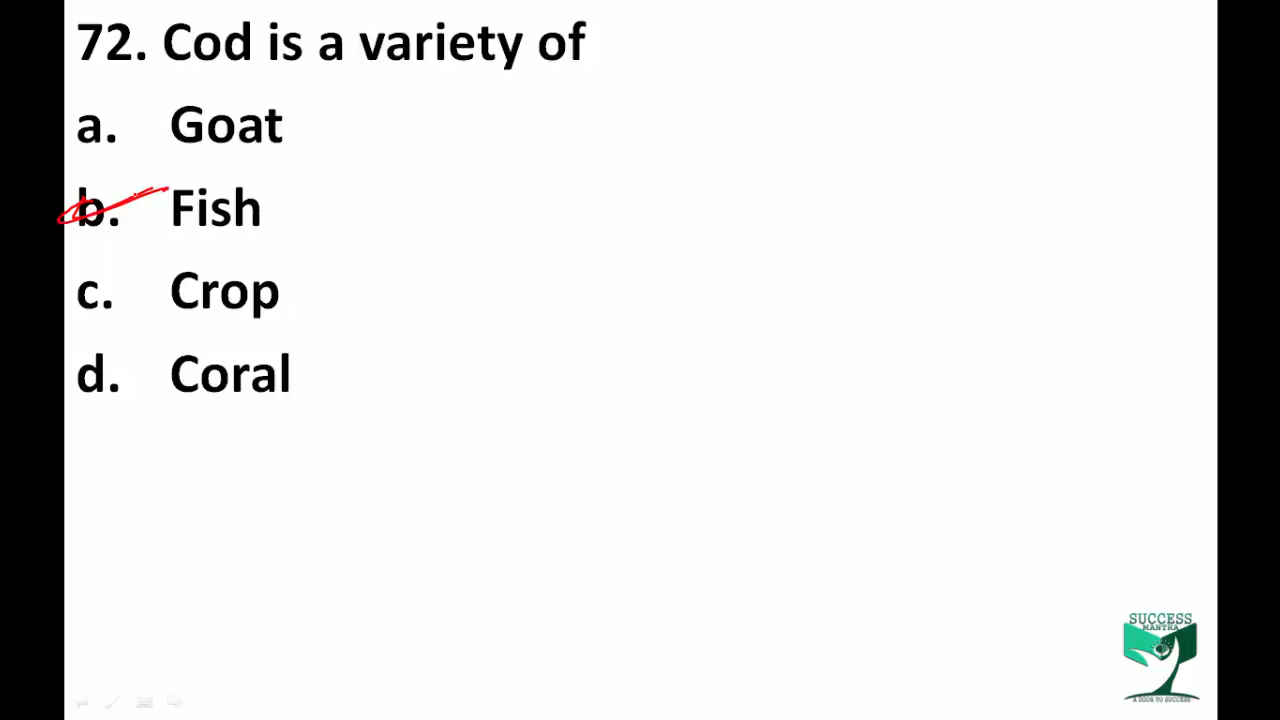 72. Cod is a variety of
a. Goat
b. Fish
c. Crop
d. Coral
SUCCESS
MANTRA
A DOOR TO SUCCESS